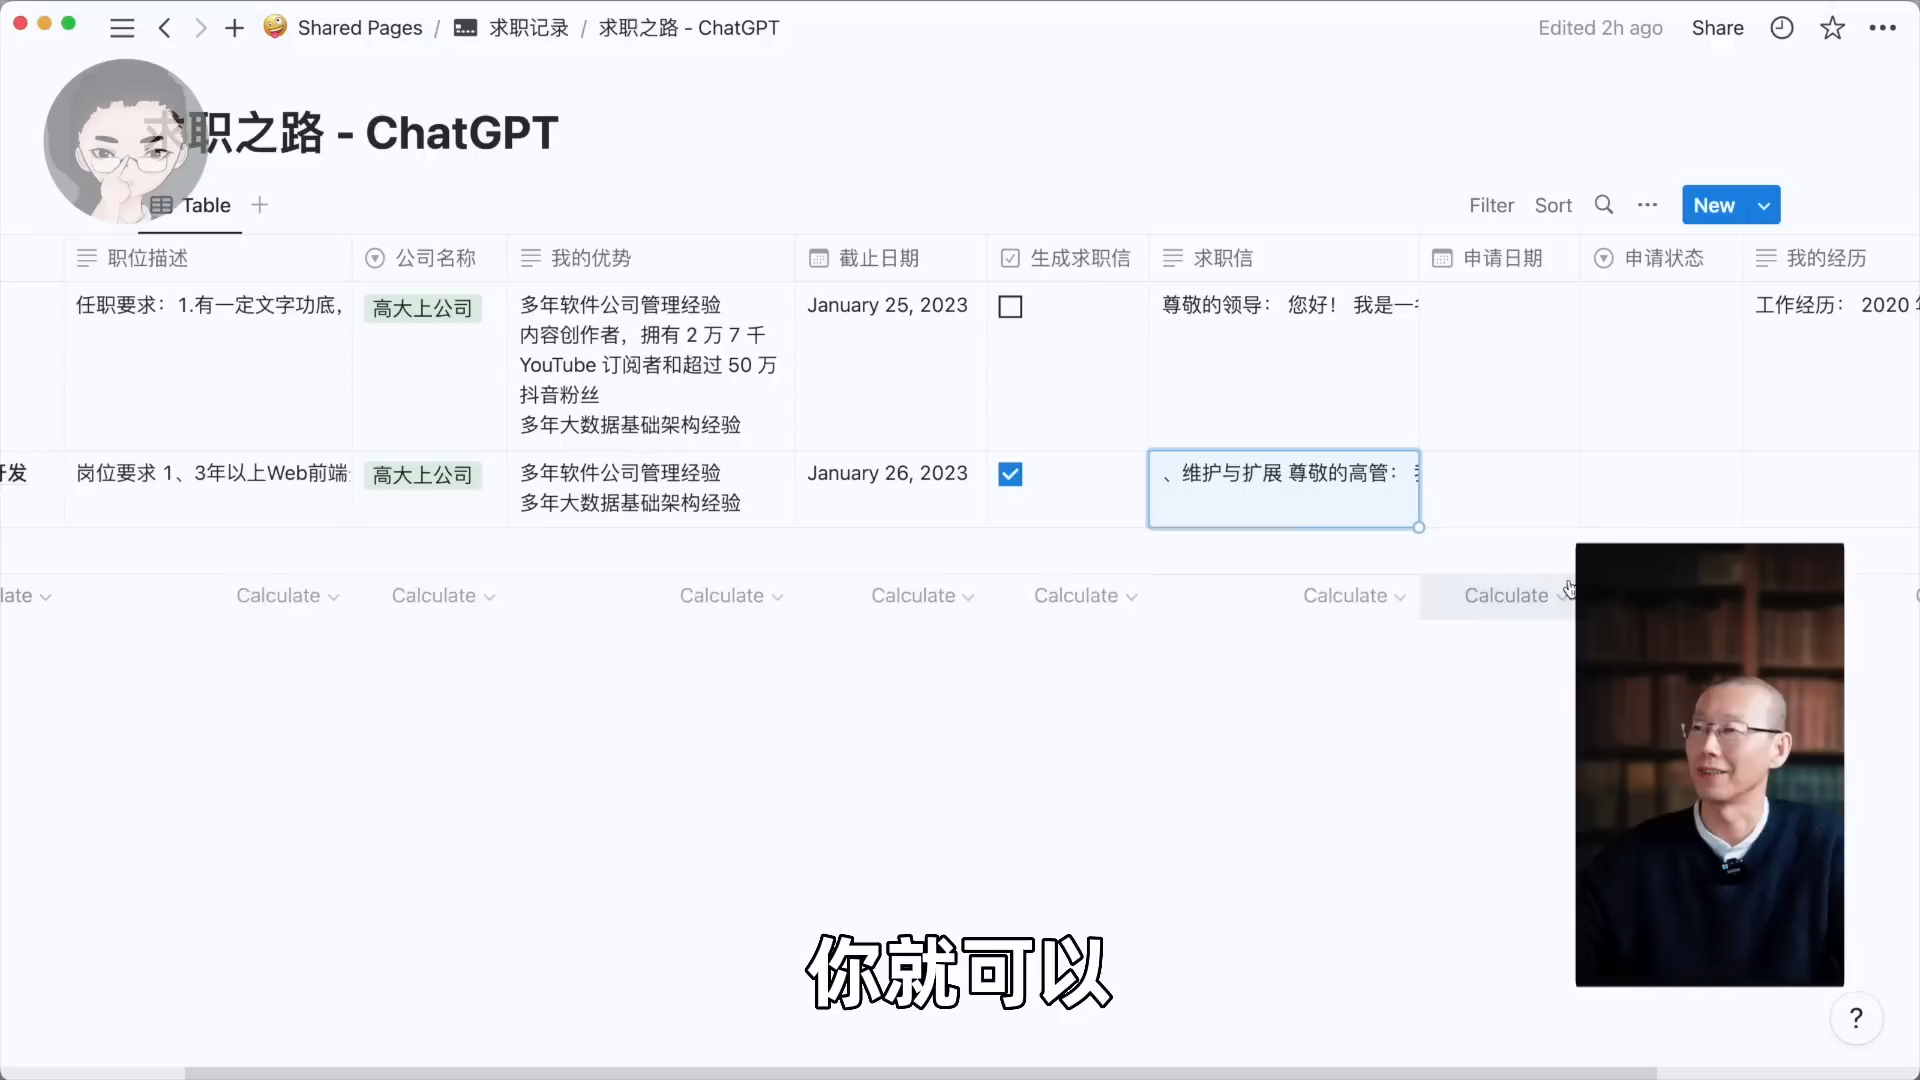 Shared Pages / 求职记录 / 求职之路 - ChatGPT
Edited 2h ago
Share
求职之路 - ChatGPT
Table
Filter
Sort
New
职位描述
公司名称
我的优势
截止日期
生成求职信
求职信
申请日期
申请状态
我的经历
任职要求：1.有一定文字功底，
高大上公司
多年软件公司管理经验
内容创作者，拥有 2 万 7 千
YouTube 订阅者和超过 50 万
抖音粉丝
多年大数据基础架构经验
January 25, 2023
尊敬的领导： 您好！ 我是一
工作经历： 2020
开发
岗位要求 1、3年以上Web前端
高大上公司
多年软件公司管理经验
多年大数据基础架构经验
January 26, 2023
、维护与扩展 尊敬的高管：
late
Calculate
Calculate
Calculate
Calculate
Calculate
Calculate
Calculate
你就可以
?